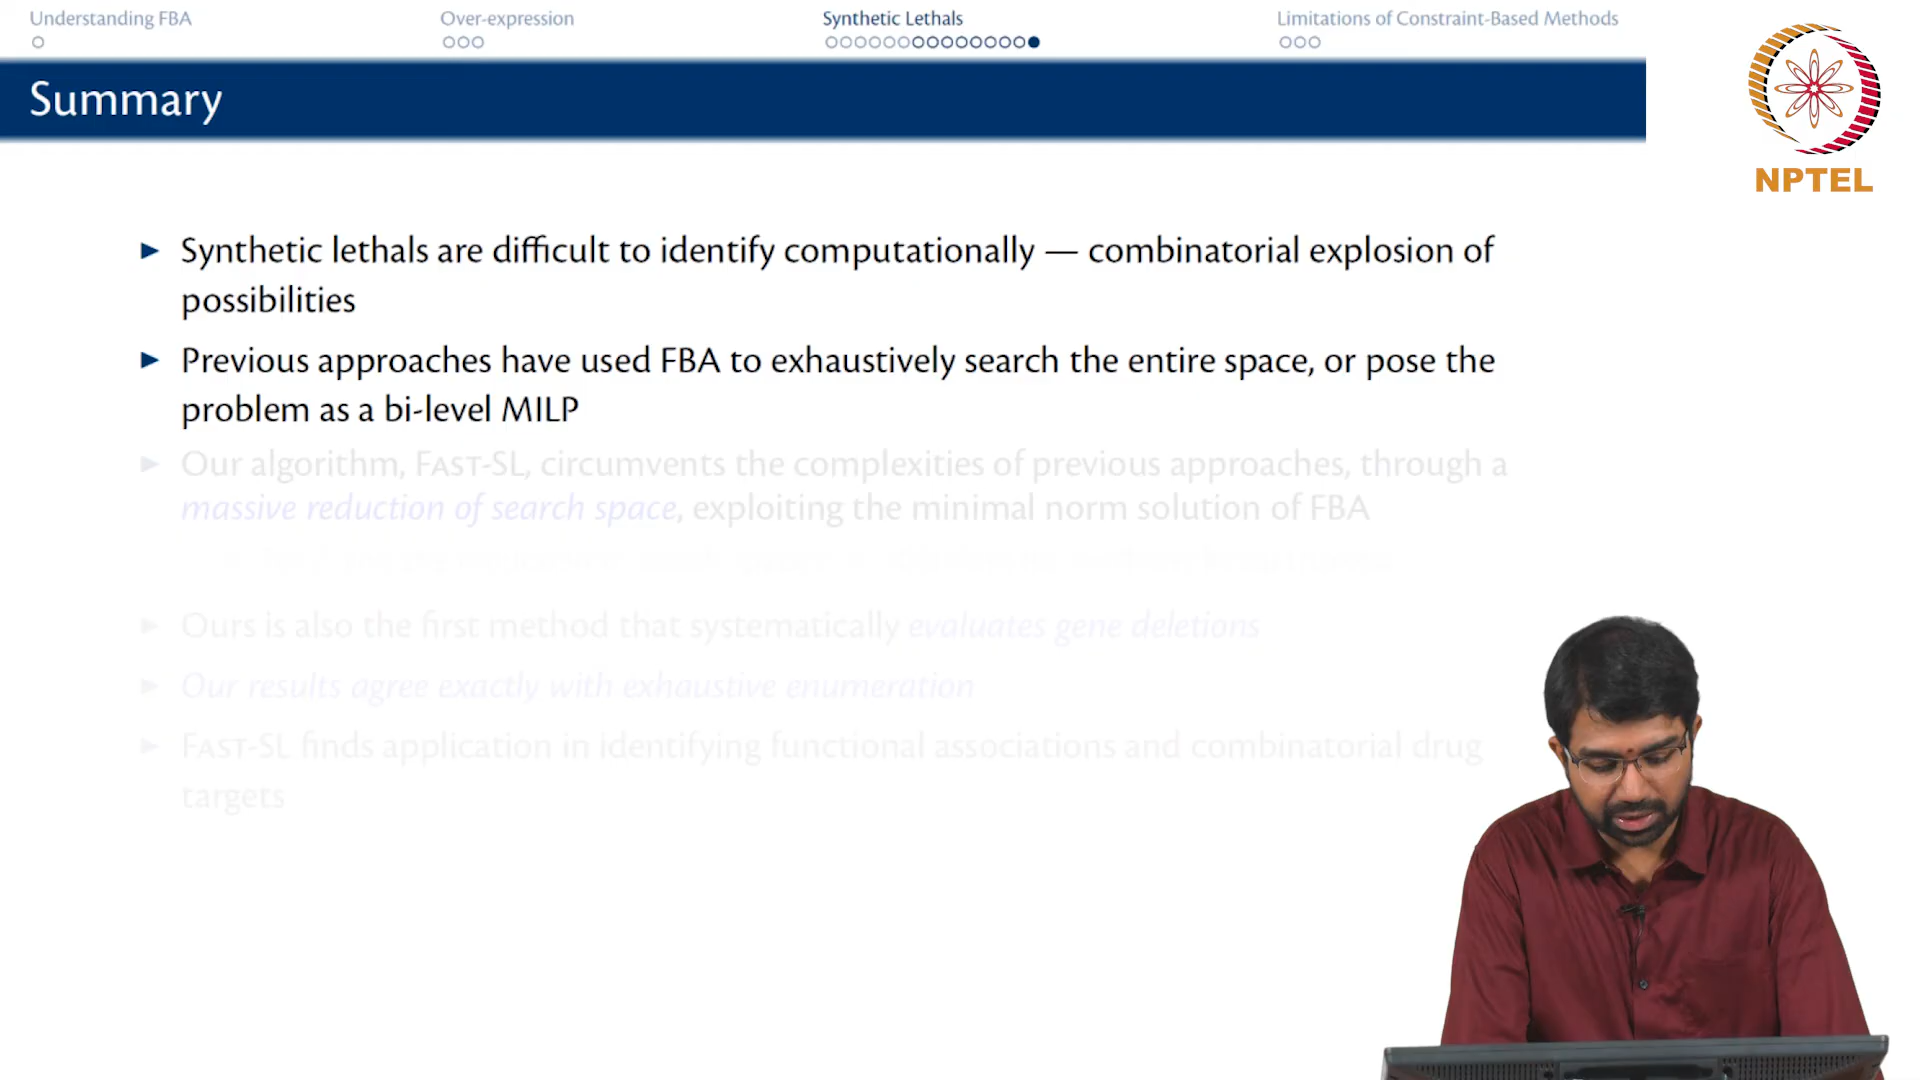 Understanding FBA
Over-expression
Synthetic Lethals
Limitations of Constraint-Based Methods
Summary
NPTEL
Synthetic lethals are difficult to identify computationally — combinatorial explosion of
possibilities
Previous approaches have used FBA to exhaustively search the entire space, or pose the
problem as a bi-level MILP
Our algorithm, FAST-SL, circumvents the complexities of previous approaches, through a
massive reduction of search space, exploiting the minimal norm solution of FBA
Ours is also the first method that systematically evaluates gene deletions
Our results agree exactly with exhaustive enumeration
FAST-SL finds application in identifying functional associations and combinatorial drug
targets